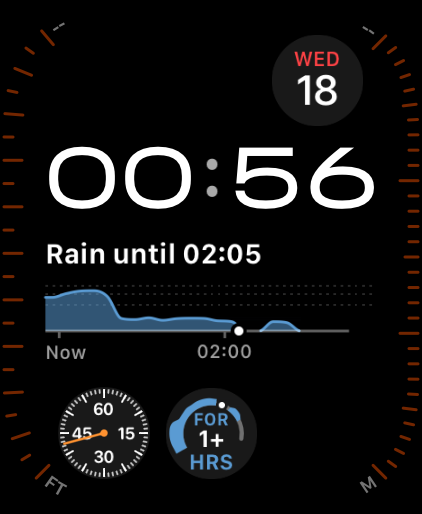 --
--
WED
18
00:56
Rain until 02:05
Now
02:00
60
45
15
30
FOR
1+
HRS
FT
M